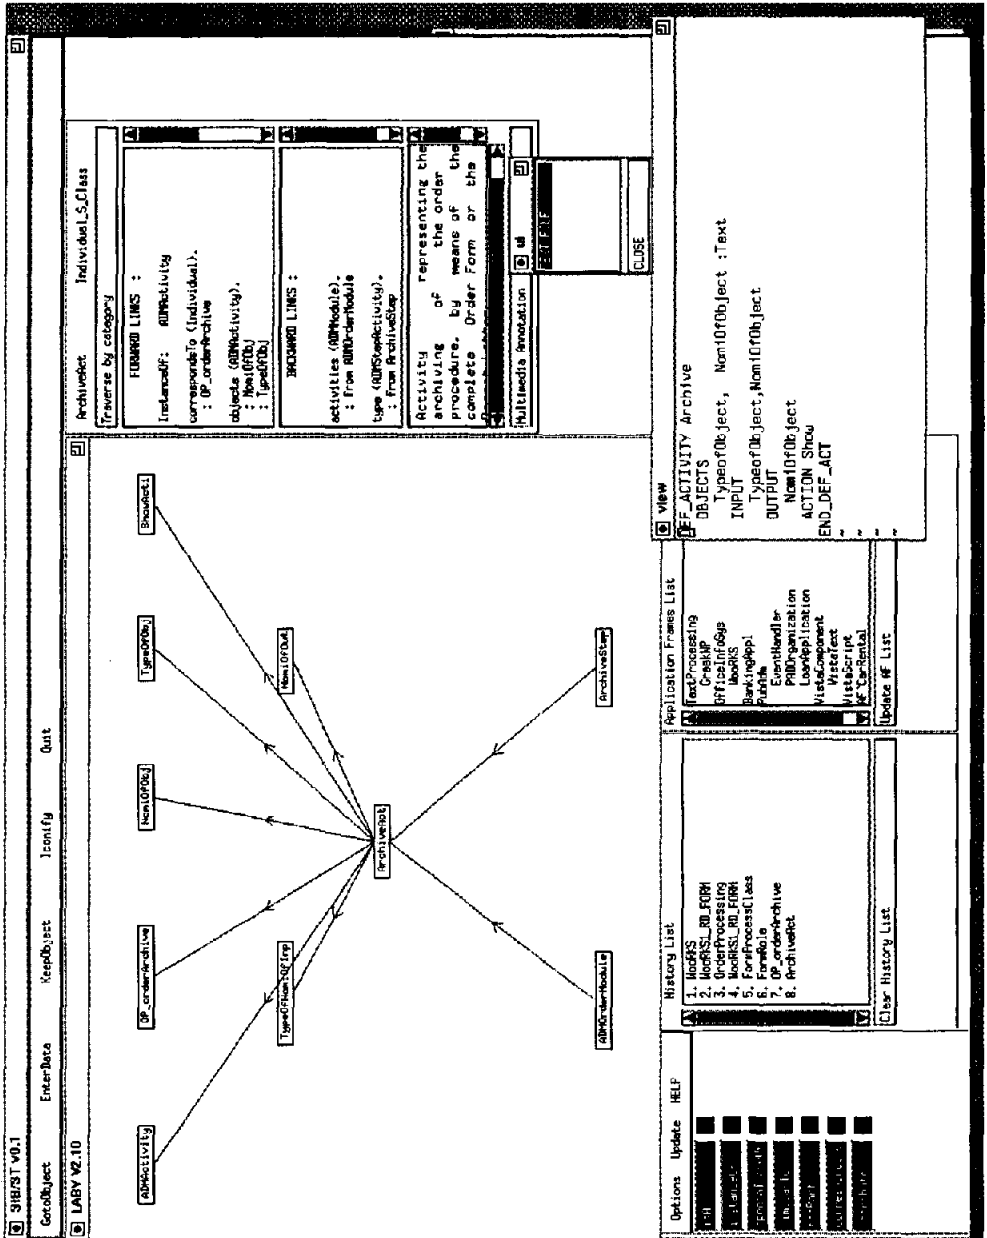 SIB/ST v0.1
GotoObject EnterData KeepObject Iconify Quit
LABY V2.10
ADMActivity
OP_orderArchive
NomiOfObj
TypeOfObj
ShowActi
TypeOfNomiOfInp
NomiOfOut
ArchiveAct
ADMOrderModule
ArchiveStep
ArchiveAct Individual_S_Class
Traverse by category
FORWARD LINKS :
InstanceOf: ADMActivity
correspondsTo (Individual).
: OP_orderArchive
objects (ADMActivity).
: NomiOfObj
: TypeOfObj
BACKWARD LINKS :
activities (ADMModule).
: from ADMOrderModule
type (ADMStepActivity).
: from ArchiveStep
Activity representing the
archiving of the order
procedure, by means of the
complete Order Form or the
Multimedia Annotation
ui
CLOSE
Options Update HELP
History List
1. WooRKS
2. WooRKS1_RD_FORM
3. OrderProcessing
4. WooRKS1_RD_FORM
5. FormProcessClass
6. FormRole
7. OP_orderArchive
8. ArchiveAct
Clear History List
Application Frames List
TextProcessing
GreekWP
OfficeInfoSys
WooRKS
BankingAppl
PubAdm
EventHandler
PADOrganization
LoanApplication
VistaComponent
VistaText
VistaScript
AF_CarRental
Update AF List
view
DEF_ACTIVITY Archive
OBJECTS
TypeofObject, NomiOfObject :Text
INPUT
TypeofObject,NomiOfObject
OUTPUT
NomiOfObject
ACTION Show
END_DEF_ACT
~
~
~
~